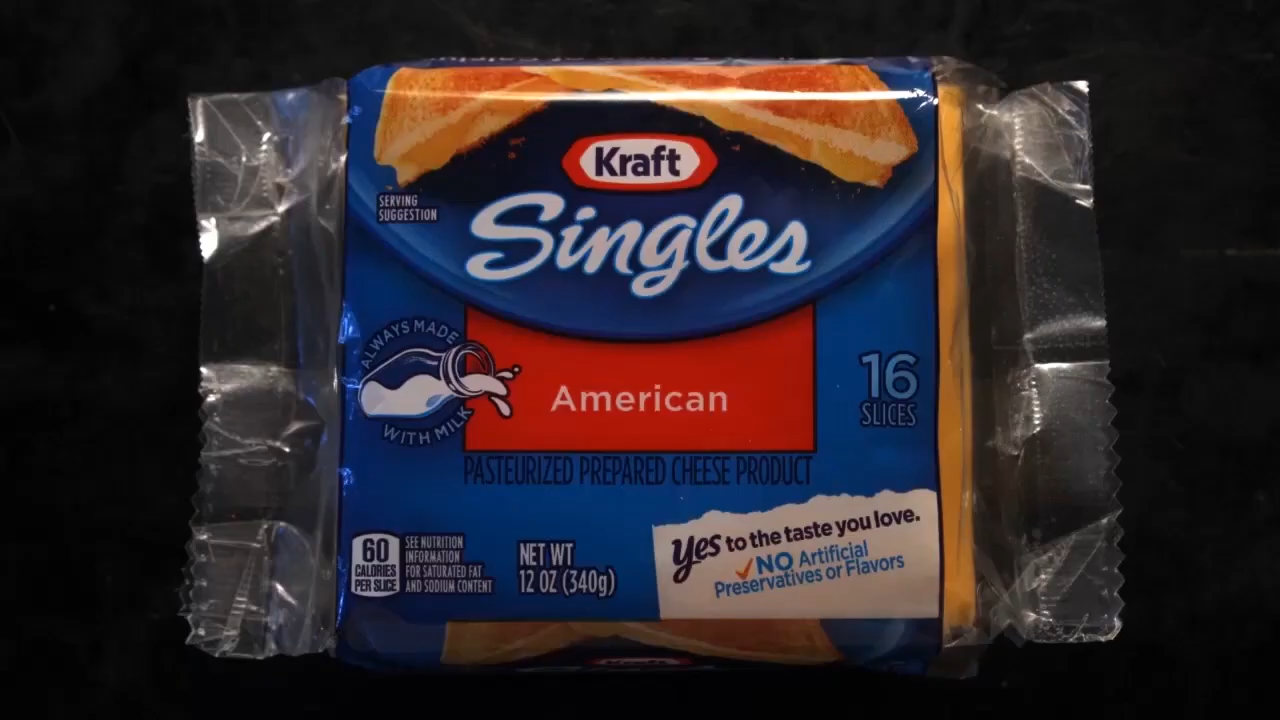 Kraft
Singles
SERVING
SUGGESTION
ALWAYS MADE
WITH MILK
American
16
SLICES
PASTEURIZED PREPARED CHEESE PRODUCT
Yes to the taste you love.
NO Artificial
Preservatives or Flavors
60
CALORIES
PER SLICE
SEE NUTRITION
INFORMATION
FOR SATURATED FAT
AND SODIUM CONTENT
NET WT
12 OZ (340g)
Kraft